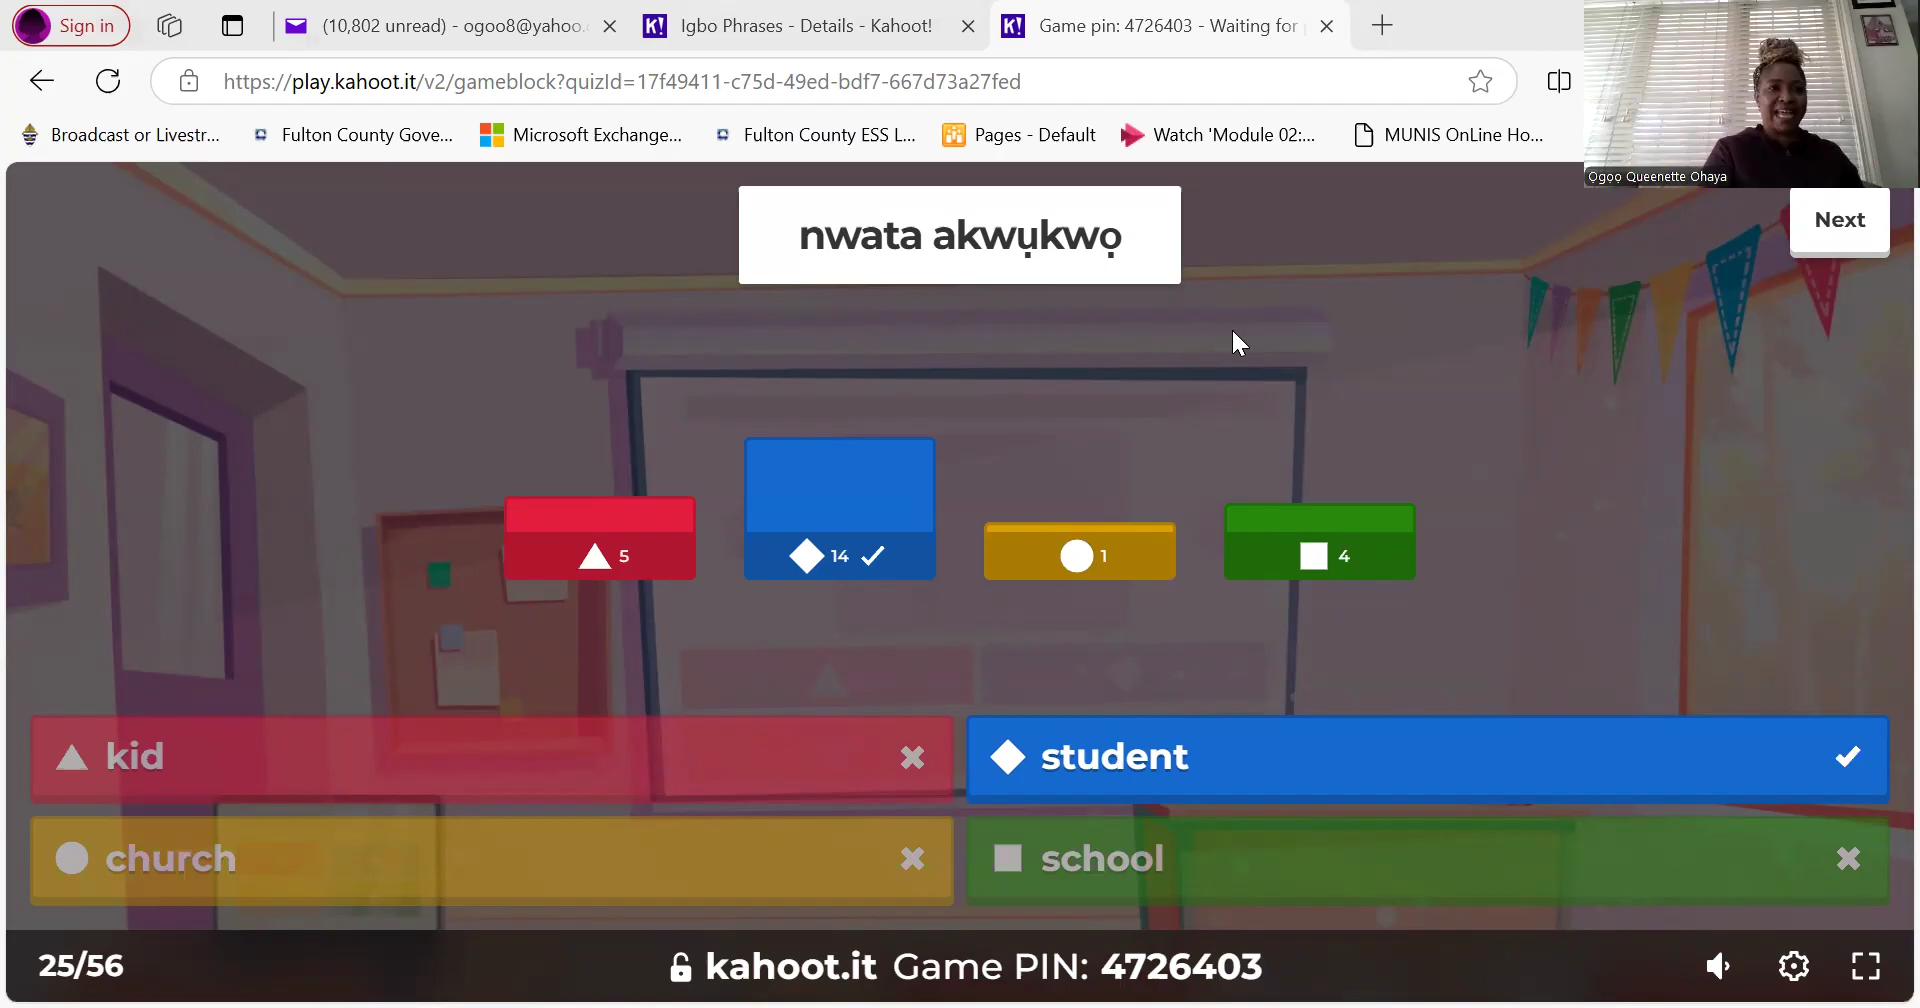 Sign in
(10,802 unread) - ogoo8@yahoo.
Igbo Phrases - Details - Kahoot!
Game pin: 4726403 - Waiting for
https://play.kahoot.it/v2/gameblock?quizId=17f49411-c75d-49ed-bdf7-667d73a27fed
Broadcast or Livestr...
Fulton County Gove...
Microsoft Exchange...
Fulton County ESS L...
Pages - Default
Watch 'Module 02:...
MUNIS OnLine Ho...
Ọgọọ Queenette Ohaya
nwata akwụkwọ
Next
5
14
1
4
kid
student
church
school
25/56
kahoot.it Game PIN: 4726403